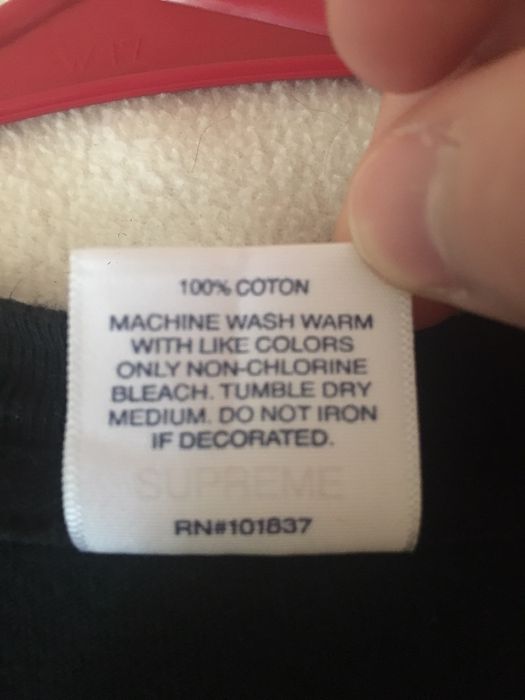 100% COTON
MACHINE WASH WARM
WITH LIKE COLORS
ONLY NON-CHLORINE
BLEACH. TUMBLE DRY
MEDIUM. DO NOT IRON
IF DECORATED.
SUPREME
RN#101837